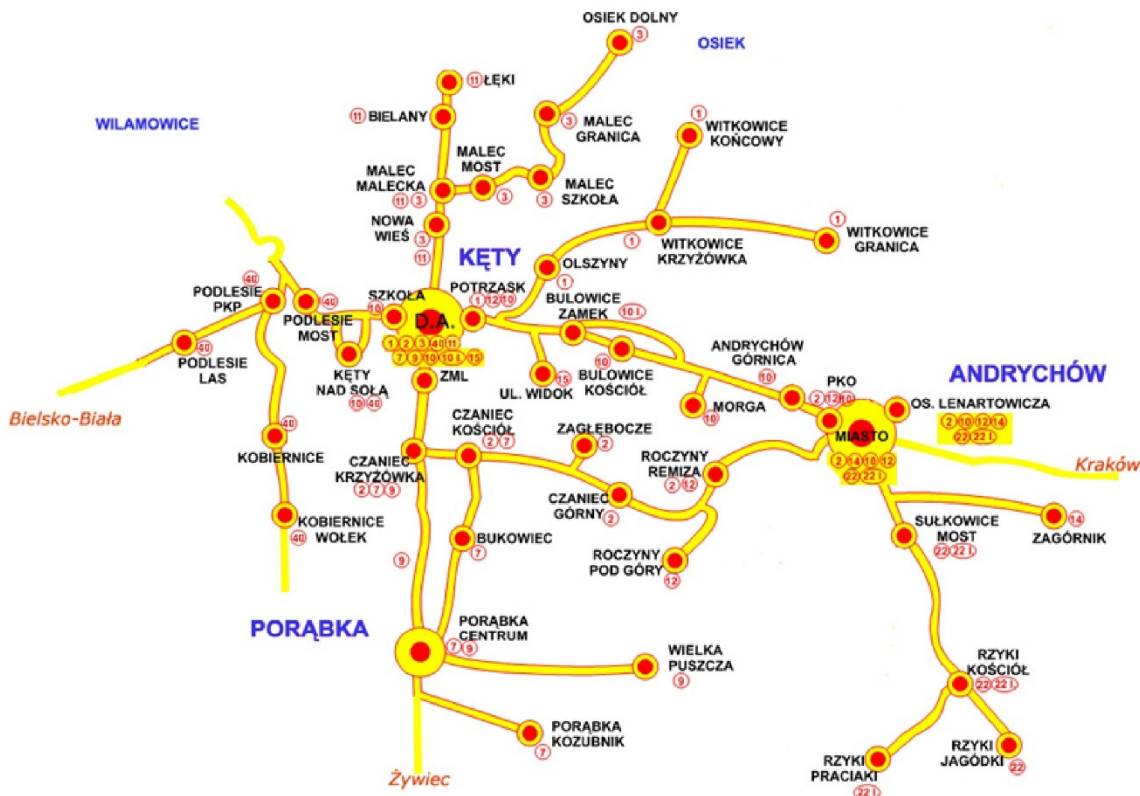 OSIEK DOLNY
3
OSIEK
11 ŁĘKI
11 BIELANY
3
MALEC
GRANICA
1
WITKOWICE
KOŃCOWY
WILAMOWICE
MALEC
MOST
3
MALEC
MALECKA
11 3
3
MALEC
SZKOŁA
NOWA
WIEŚ
3
11
1
WITKOWICE
KRZYŻÓWKA
1
WITKOWICE
GRANICA
KĘTY
OLSZYNY
1
40
PODLESIE
PKP
40
PODLESIE
MOST
SZKOŁA
10
D.A.
1 2 3 40 11
7 9 10 10 I. 15
POTRZASK
1 12 10
BULOWICE
ZAMEK
10 I.
40
PODLESIE
LAS
KĘTY
NAD SOŁĄ
10 40
ZML
UL. WIDOK
15
10
BULOWICE
KOŚCIÓŁ
ANDRYCHÓW
GÓRNICA
10
MORGA
10
PKO
2 12 10
ANDRYCHÓW
OS. LENARTOWICZA
2 10 12 14
22 22 I.
MIASTO
2 14 10 12
22 22 I.
Bielsko-Biała
Kraków
40
KOBIERNICE
CZANIEC
KOŚCIÓŁ
2 7
ZAGŁĘBOCZE
2
CZANIEC
KRZYŻÓWKA
2 7 9
ROCZYNY
REMIZA
2 12
CZANIEC
GÓRNY
2
KOBIERNICE
WOŁEK
40
BUKOWIEC
7
9
ROCZYNY
POD GÓRY
12
SUŁKOWICE
MOST
22 22 I.
14
ZAGÓRNIK
PORĄBKA
PORĄBKA
CENTRUM
7 9
WIELKA
PUSZCZA
9
RZYKI
KOŚCIÓŁ
22 22 I.
PORĄBKA
KOZUBNIK
7
RZYKI
PRACIAKI
22 I.
RZYKI
JAGÓDKI
22
Żywiec